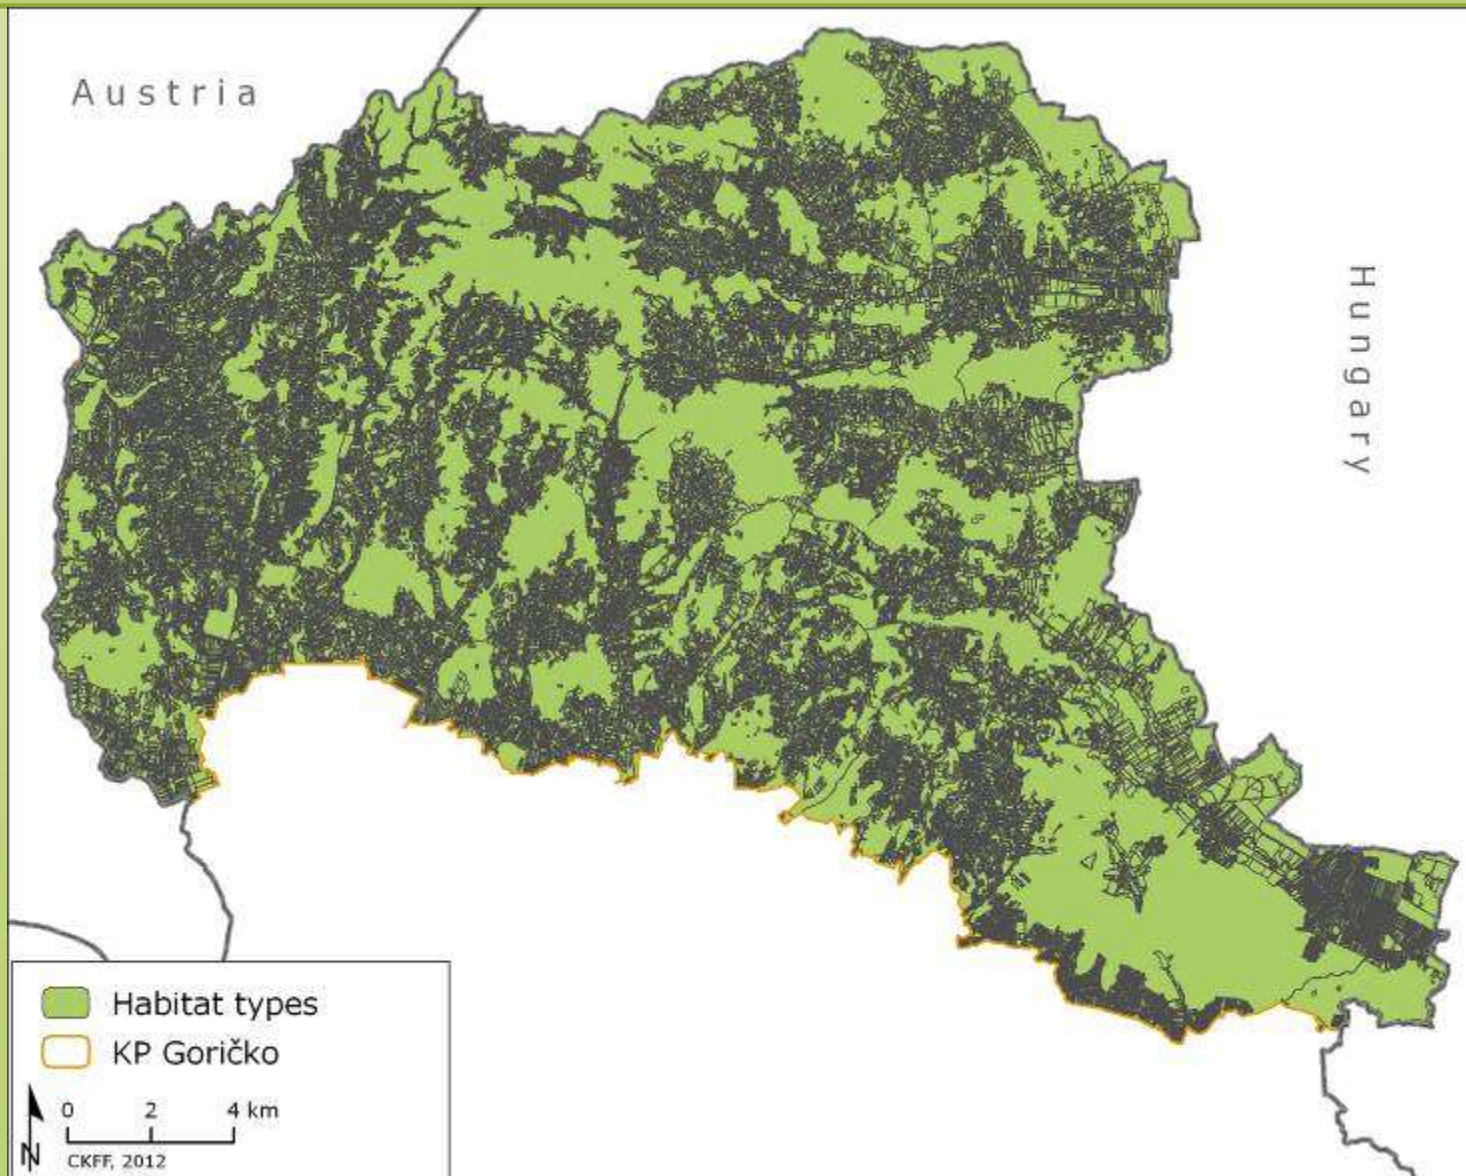 Austria
Hungary
Habitat types
KP Goričko
0 2 4 km
N
CKFF, 2012